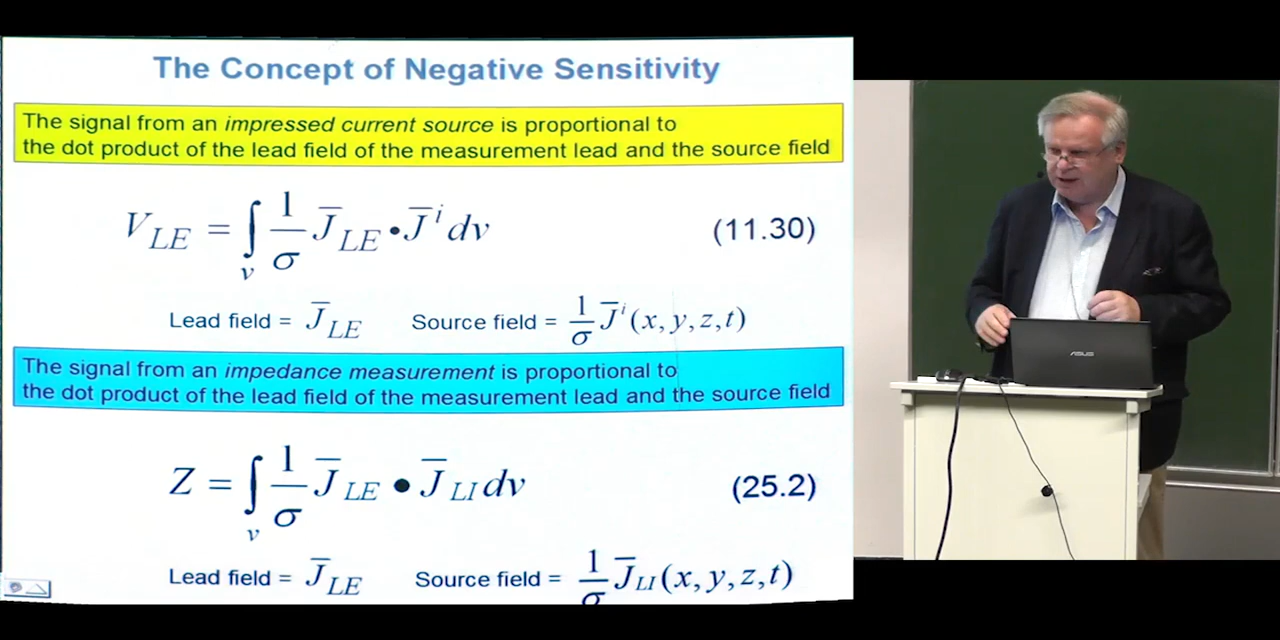 The Concept of Negative Sensitivity
The signal from an impressed current source is proportional to
the dot product of the lead field of the measurement lead and the source field
V_LE = ∫_v 1/σ J̅_LE • J̅^i dv (11.30)
Lead field = J̅_LE Source field = 1/σ J̅^i (x, y, z, t)
The signal from an impedance measurement is proportional to
the dot product of the lead field of the measurement lead and the source field
Z = ∫_v 1/σ J̅_LE • J̅_LI dv (25.2)
Lead field = J̅_LE Source field = 1/σ J̅_LI (x, y, z, t)
ASUS